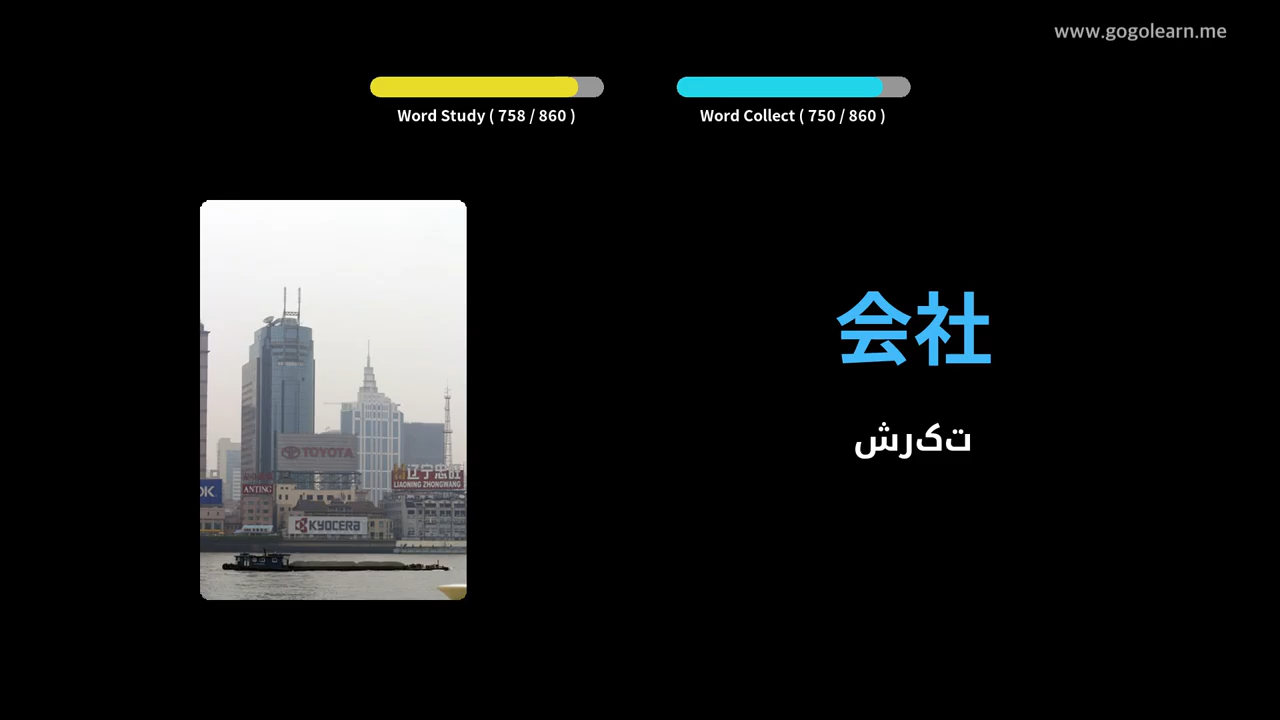 www.gogolearn.me
Word Study ( 758 / 860 )
Word Collect ( 750 / 860 )
会社
تکرش
TOYOTA
辽宁忠旺
LIAONING ZHONGWANG
OK
ANTING
KYOCERA